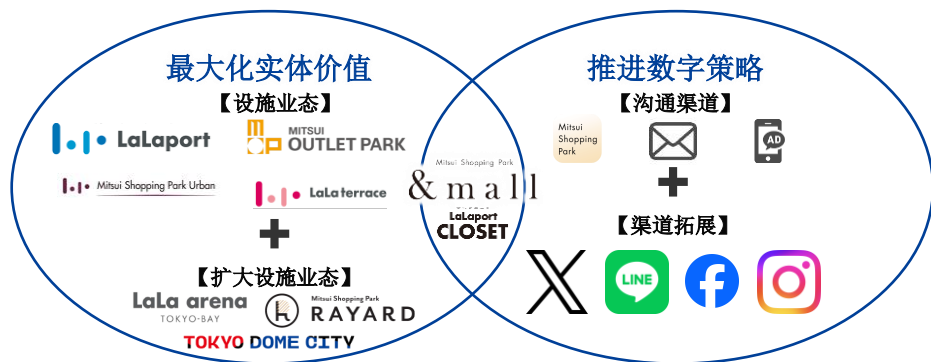 最大化实体价值
【设施业态】
LaLaport
MITSUI
OUTLET PARK
Mitsui Shopping Park Urban
LaLa terrace
【扩大设施业态】
LaLa arena
TOKYO-BAY
Mitsui Shopping Park
RAYARD
TOKYO DOME CITY
Mitsui Shopping Park
& mall
LaLaport
CLOSET
推进数字策略
【沟通渠道】
Mitsui
Shopping
Park
AD
【渠道拓展】
LINE